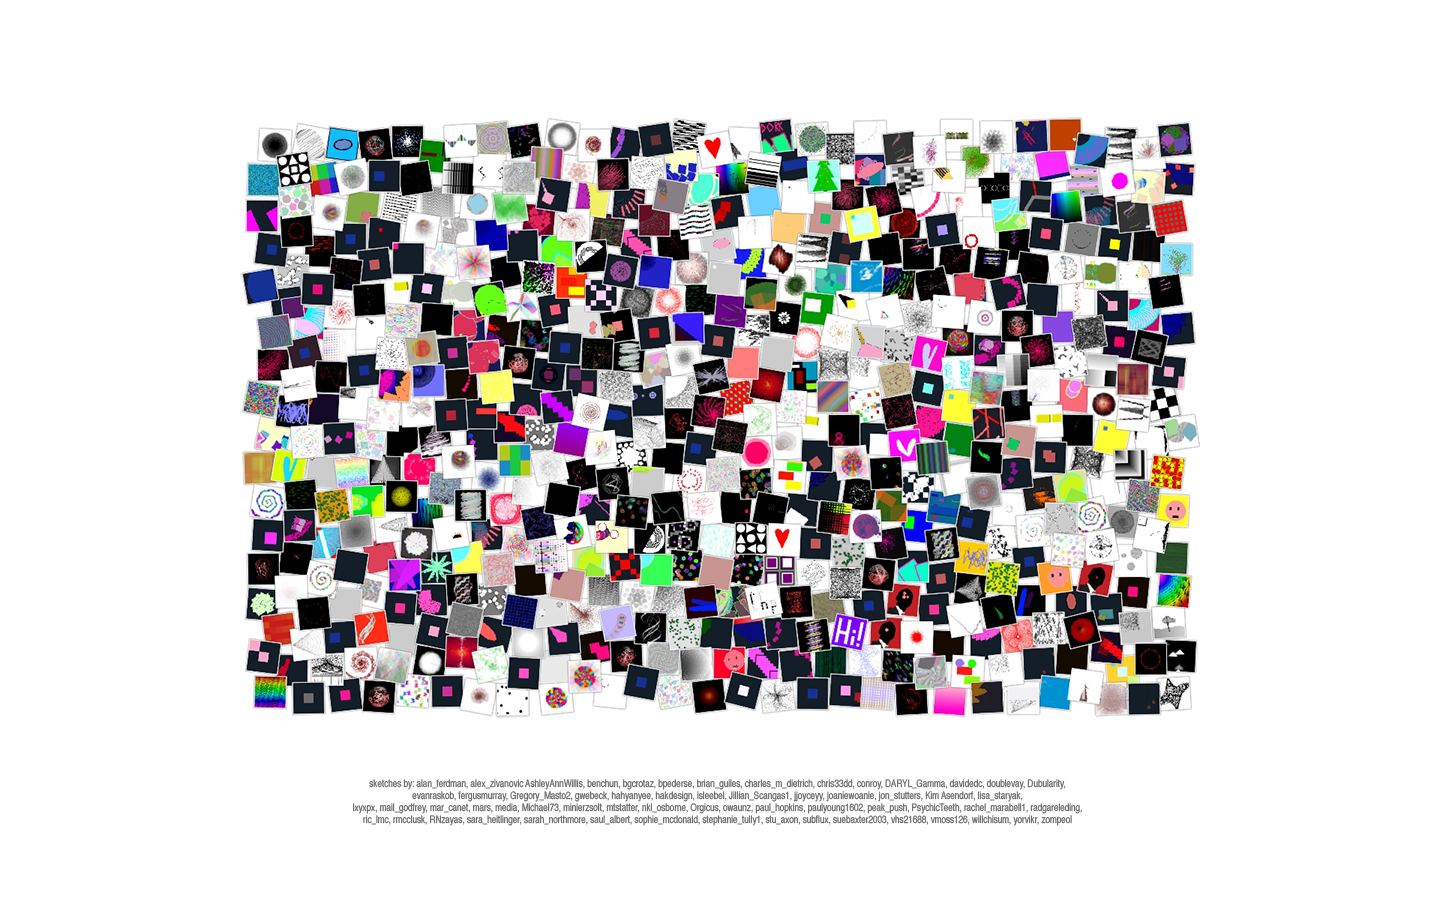 DORK
Hi!
sketches by: alan_ferdman, alex_zivanovic AshleyAnnWillis, benchun, bgcrotaz, bpederse, brian_guiles, charles_m_dietrich, chris33dd, conroy, DARYL_Gamma, davidedc, doublevay, Dubularity,
evanraskob, fergusmurray, Gregory_Masto2, gwebeck, hahyanyee, hakdesign, isleebel, Jillian_Scangas1, jjoyceyy, joaniewoanie, jon_stutters, Kim Asendorf, lisa_staryak,
lxyxpx, mail_godfrey, mar_canet, mars, media, Michael73, minierzsolt, mtstatter, nkl_osborne, Orgicus, owaunz, paul_hopkins, paulyoung1602, peak_push, PsychicTeeth, rachel_marabell1, radgareleding,
ric_lmc, rmcclusk, RNzayas, sara_heitlinger, sarah_northmore, saul_albert, sophie_mcdonald, stephanie_tully1, stu_axon, subflux, suebaxter2003, vhs21688, vmoss126, willchisum, yorvikr, zompeol